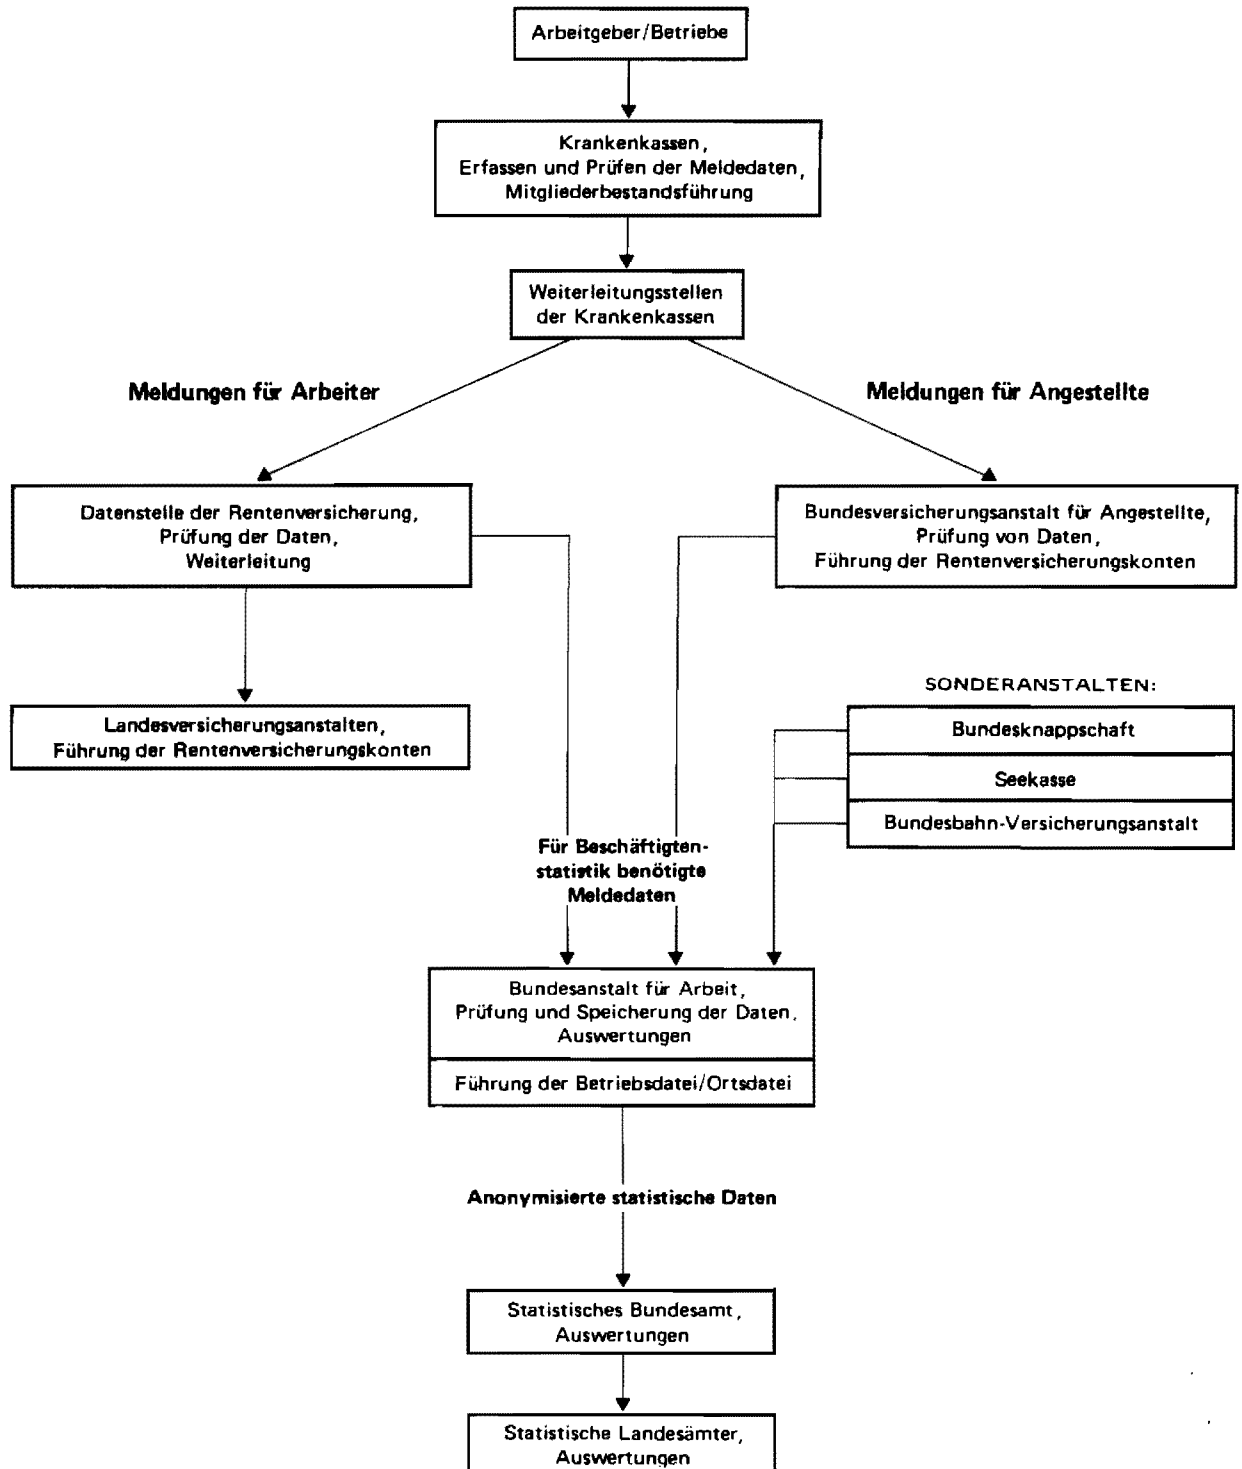 Arbeitgeber/Betriebe
Krankenkassen,
Erfassen und Prüfen der Meldedaten,
Mitgliederbestandsführung
Weiterleitungsstellen
der Krankenkassen
Meldungen für Arbeiter
Meldungen für Angestellte
Datenstelle der Rentenversicherung,
Prüfung der Daten,
Weiterleitung
Bundesversicherungsanstalt für Angestellte,
Prüfung von Daten,
Führung der Rentenversicherungskonten
Landesversicherungsanstalten,
Führung der Rentenversicherungskonten
SONDERANSTALTEN:
Bundesknappschaft
Seekasse
Bundesbahn-Versicherungsanstalt
Für Beschäftigten-
statistik benötigte
Meldedaten
Bundesanstalt für Arbeit,
Prüfung und Speicherung der Daten,
Auswertungen
Führung der Betriebsdatei/Ortsdatei
Anonymisierte statistische Daten
Statistisches Bundesamt,
Auswertungen
Statistische Landesämter,
Auswertungen